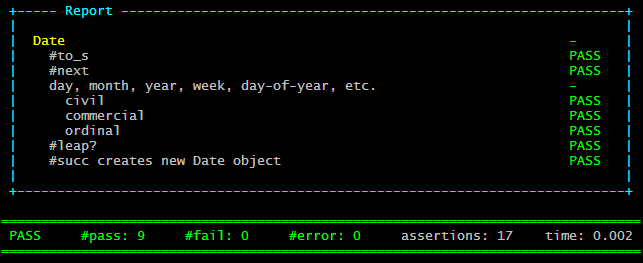 Report
Date -
#to_s PASS
#next PASS
day, month, year, week, day-of-year, etc. -
civil PASS
commercial PASS
ordinal PASS
#leap? PASS
#succ creates new Date object PASS
PASS #pass: 9 #fail: 0 #error: 0 assertions: 17 time: 0.002